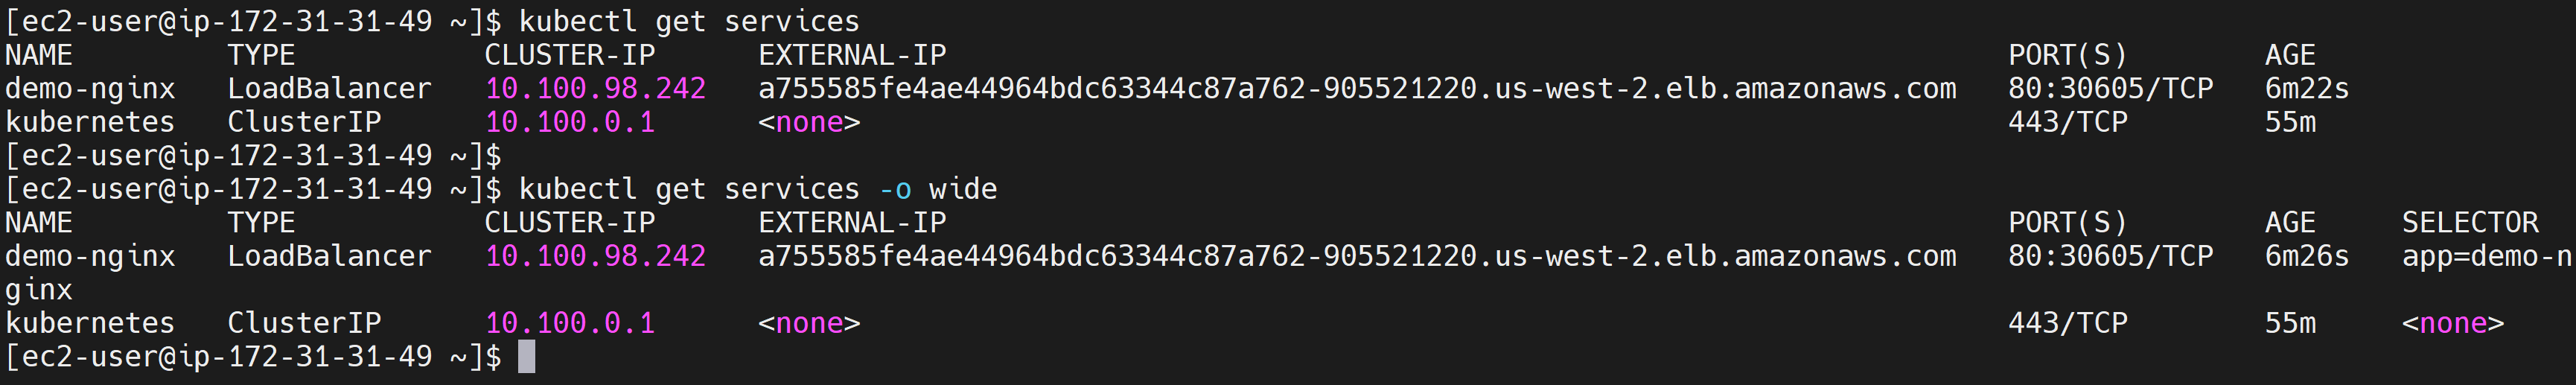 [ec2-user@ip-172-31-31-49 ~]$ kubectl get services
NAME         TYPE           CLUSTER-IP      EXTERNAL-IP                                                              PORT(S)        AGE
demo-nginx   LoadBalancer   10.100.98.242   a755585fe4ae44964bdc63344c87a762-905521220.us-west-2.elb.amazonaws.com   80:30605/TCP   6m22s
kubernetes   ClusterIP      10.100.0.1      <none>                                                                   443/TCP        55m
[ec2-user@ip-172-31-31-49 ~]$
[ec2-user@ip-172-31-31-49 ~]$ kubectl get services -o wide
NAME         TYPE           CLUSTER-IP      EXTERNAL-IP                                                              PORT(S)        AGE     SELECTOR
demo-nginx   LoadBalancer   10.100.98.242   a755585fe4ae44964bdc63344c87a762-905521220.us-west-2.elb.amazonaws.com   80:30605/TCP   6m26s   app=demo-n
ginx
kubernetes   ClusterIP      10.100.0.1      <none>                                                                   443/TCP        55m     <none>
[ec2-user@ip-172-31-31-49 ~]$